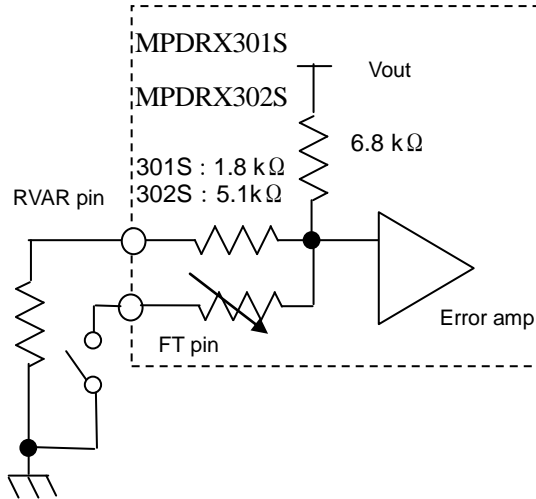 MPDRX301S
Vout
MPDRX302S
6.8 kΩ
301S : 1.8 kΩ
302S : 5.1kΩ
RVAR pin
Error amp
FT pin